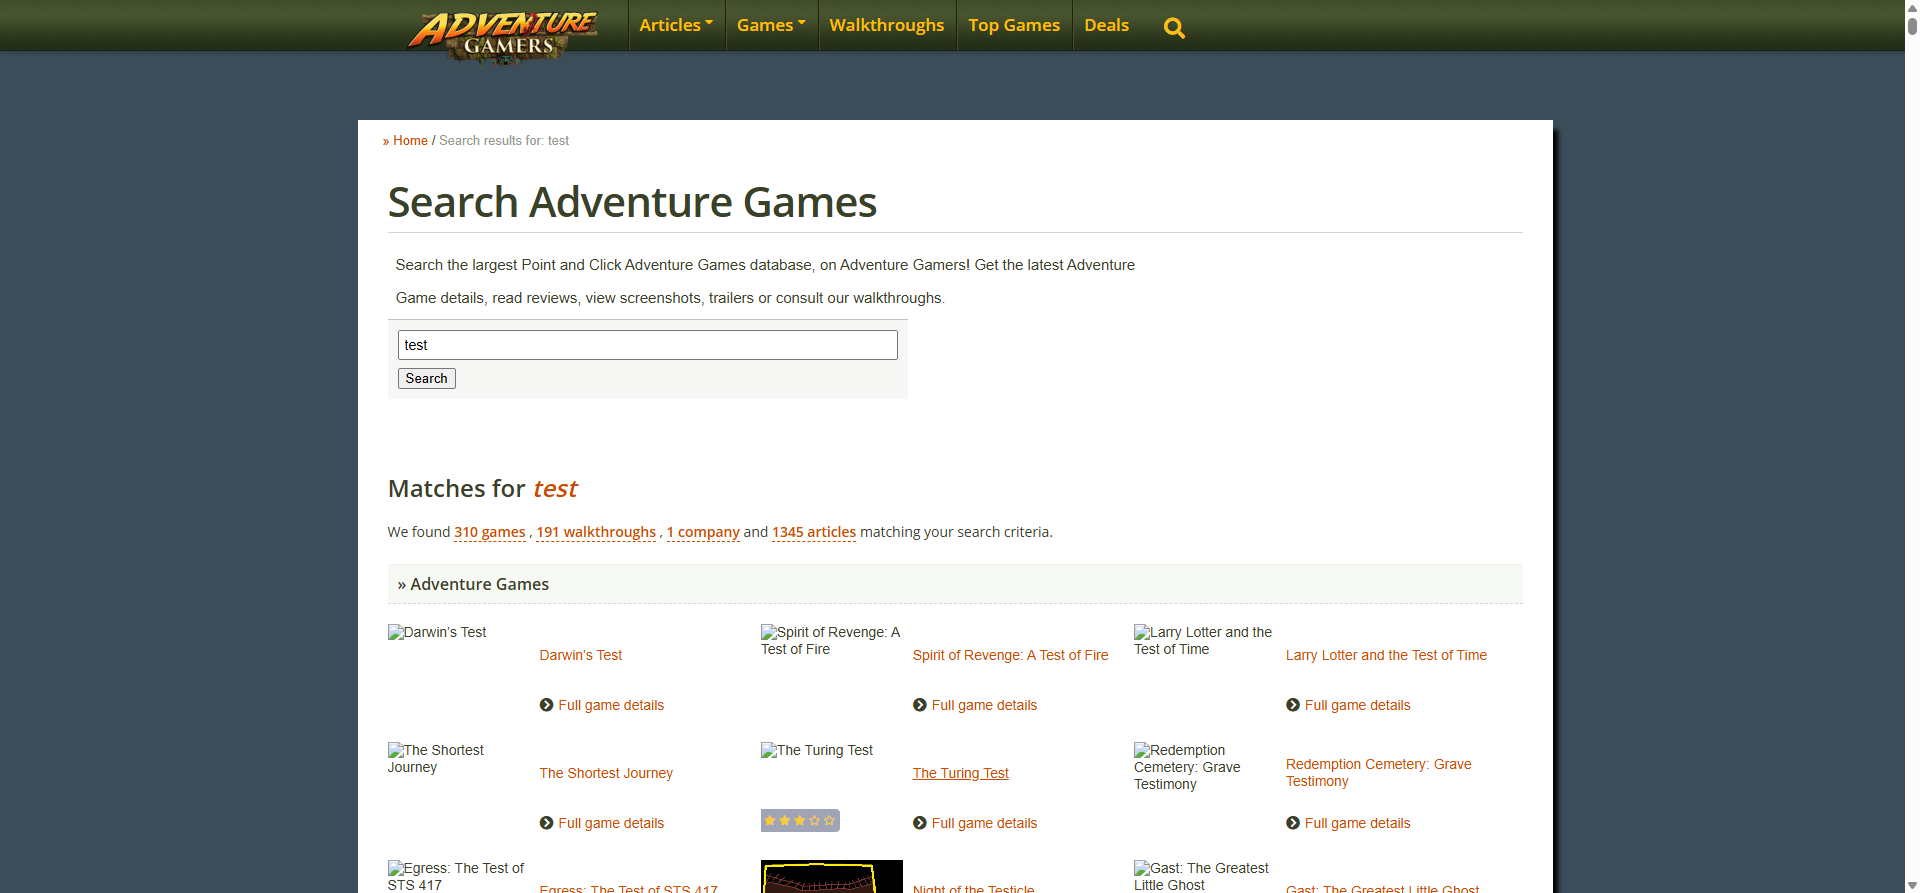 ADVENTURE
GAMERS
Articles
Games
Walkthroughs
Top Games
Deals
» Home / Search results for: test
Search Adventure Games
Search the largest Point and Click Adventure Games database, on Adventure Gamers! Get the latest Adventure
Game details, read reviews, view screenshots, trailers or consult our walkthroughs.
test
Search
Matches for test
We found 310 games , 191 walkthroughs , 1 company and 1345 articles matching your search criteria.
» Adventure Games
Darwin’s Test
Darwin’s Test
Full game details
Spirit of Revenge: A
Test of Fire
Spirit of Revenge: A Test of Fire
Full game details
Larry Lotter and the
Test of Time
Larry Lotter and the Test of Time
Full game details
The Shortest
Journey
The Shortest Journey
Full game details
The Turing Test
The Turing Test
Full game details
Redemption
Cemetery: Grave
Testimony
Redemption Cemetery: Grave
Testimony
Full game details
Egress: The Test of
STS 417
Egress: The Test of STS 417
Night of the Testicle
Gast: The Greatest
Little Ghost
Gast: The Greatest Little Ghost